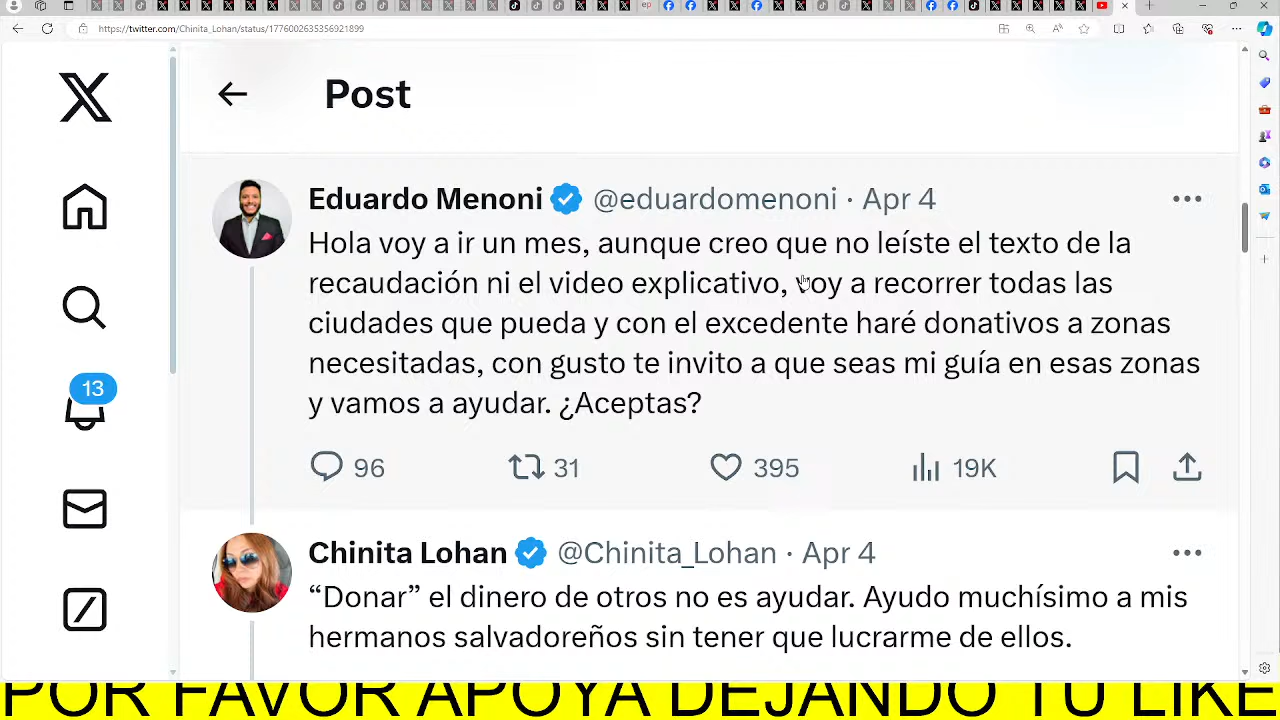 https://twitter.com/Chinita_Lohan/status/1776002635356921899
Post
Eduardo Menoni @eduardomenoni · Apr 4
Hola voy a ir un mes, aunque creo que no leíste el texto de la
recaudación ni el video explicativo, voy a recorrer todas las
ciudades que pueda y con el excedente haré donativos a zonas
necesitadas, con gusto te invito a que seas mi guía en esas zonas
y vamos a ayudar. ¿Aceptas?
96 31 395 19K
13
Chinita Lohan @Chinita_Lohan · Apr 4
“Donar” el dinero de otros no es ayudar. Ayudo muchísimo a mis
hermanos salvadoreños sin tener que lucrarme de ellos.
POR FAVOR APOYA DEJANDO TU LIKE